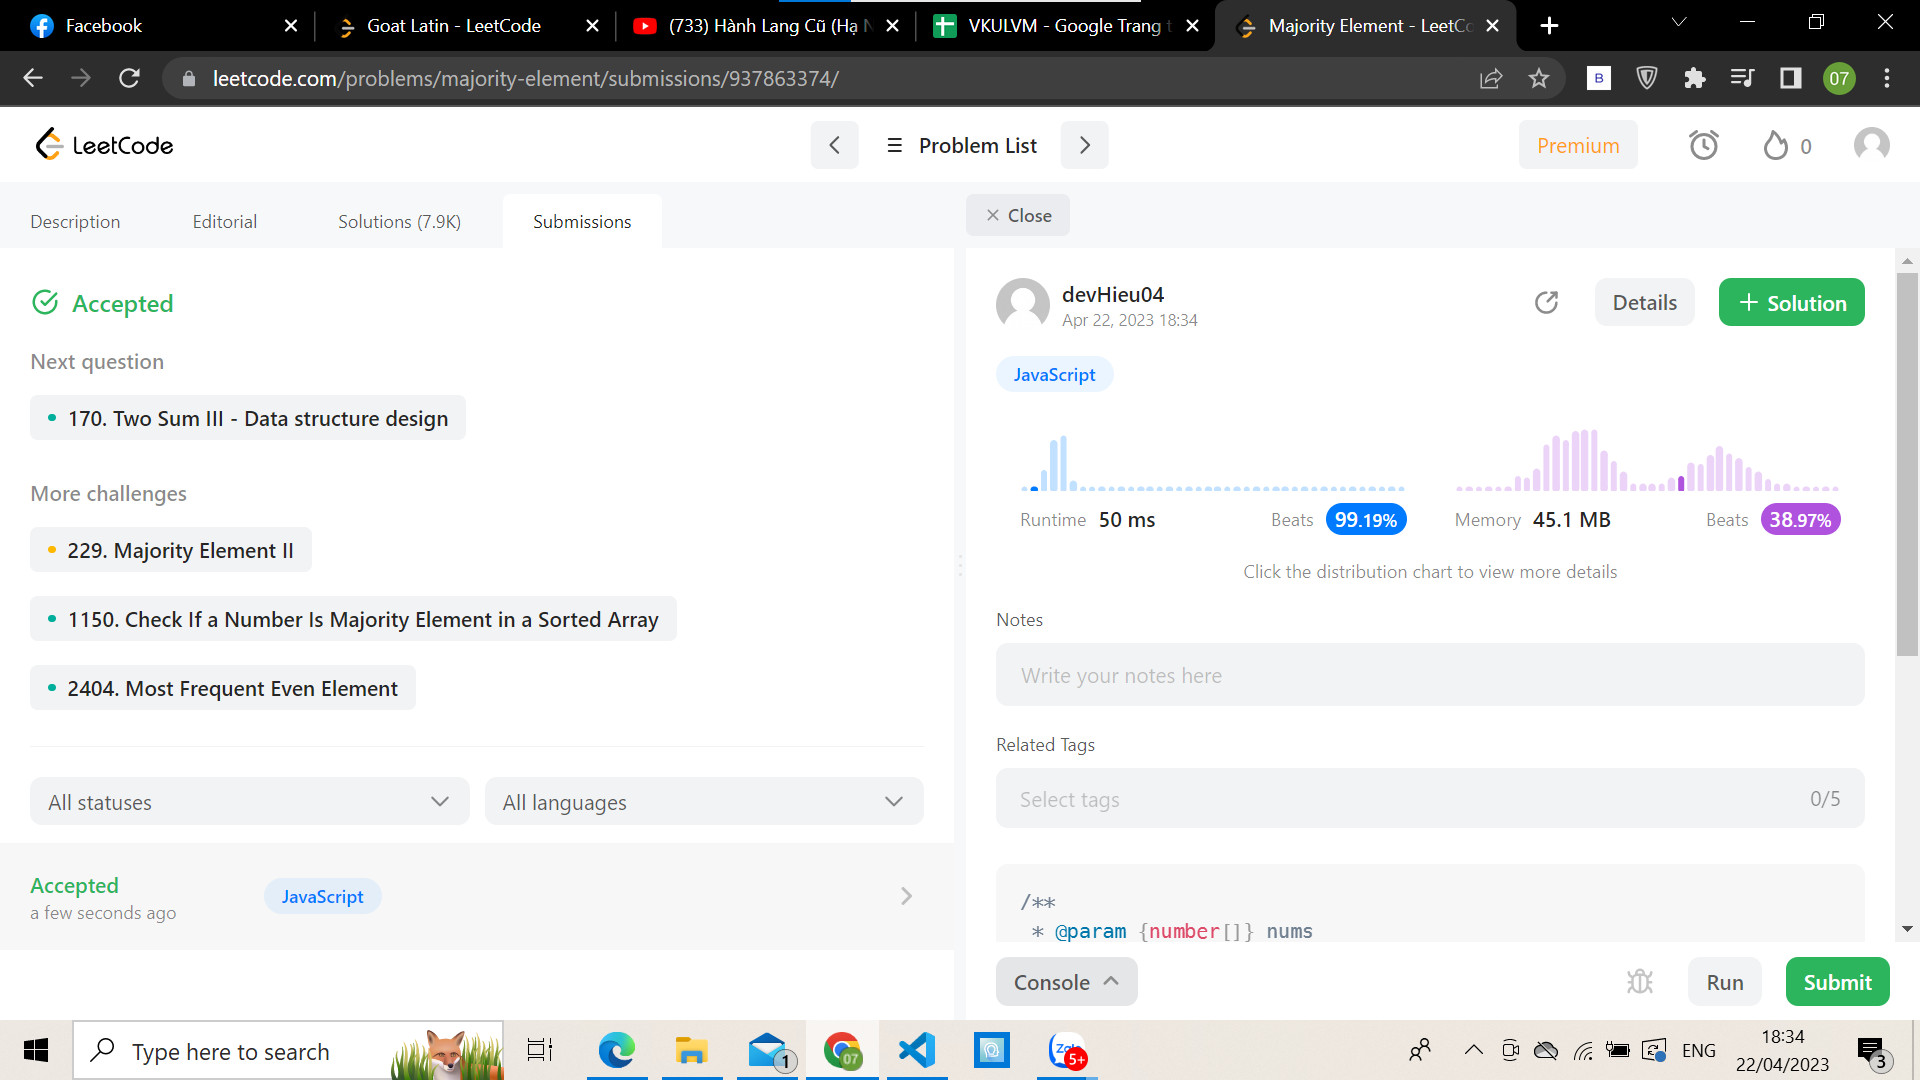 Facebook
Goat Latin - LeetCode
(733) Hành Lang Cũ (Hạ N
VKULVM - Google Trang t
Majority Element - LeetCo
leetcode.com/problems/majority-element/submissions/937863374/
B
07
LeetCode
Problem List
Premium
0
Description
Editorial
Solutions (7.9K)
Submissions
Close
Accepted
Next question
170. Two Sum III - Data structure design
More challenges
229. Majority Element II
1150. Check If a Number Is Majority Element in a Sorted Array
2404. Most Frequent Even Element
All statuses
All languages
Accepted
a few seconds ago
JavaScript
devHieu04
Apr 22, 2023 18:34
Details
+ Solution
JavaScript
Runtime 50 ms
Beats 99.19%
Memory 45.1 MB
Beats 38.97%
Click the distribution chart to view more details
Notes
Write your notes here
Related Tags
Select tags
0/5
/**
* @param {number[]} nums
Console
Run
Submit
Type here to search
1
07
5+
ENG
18:34
22/04/2023
3